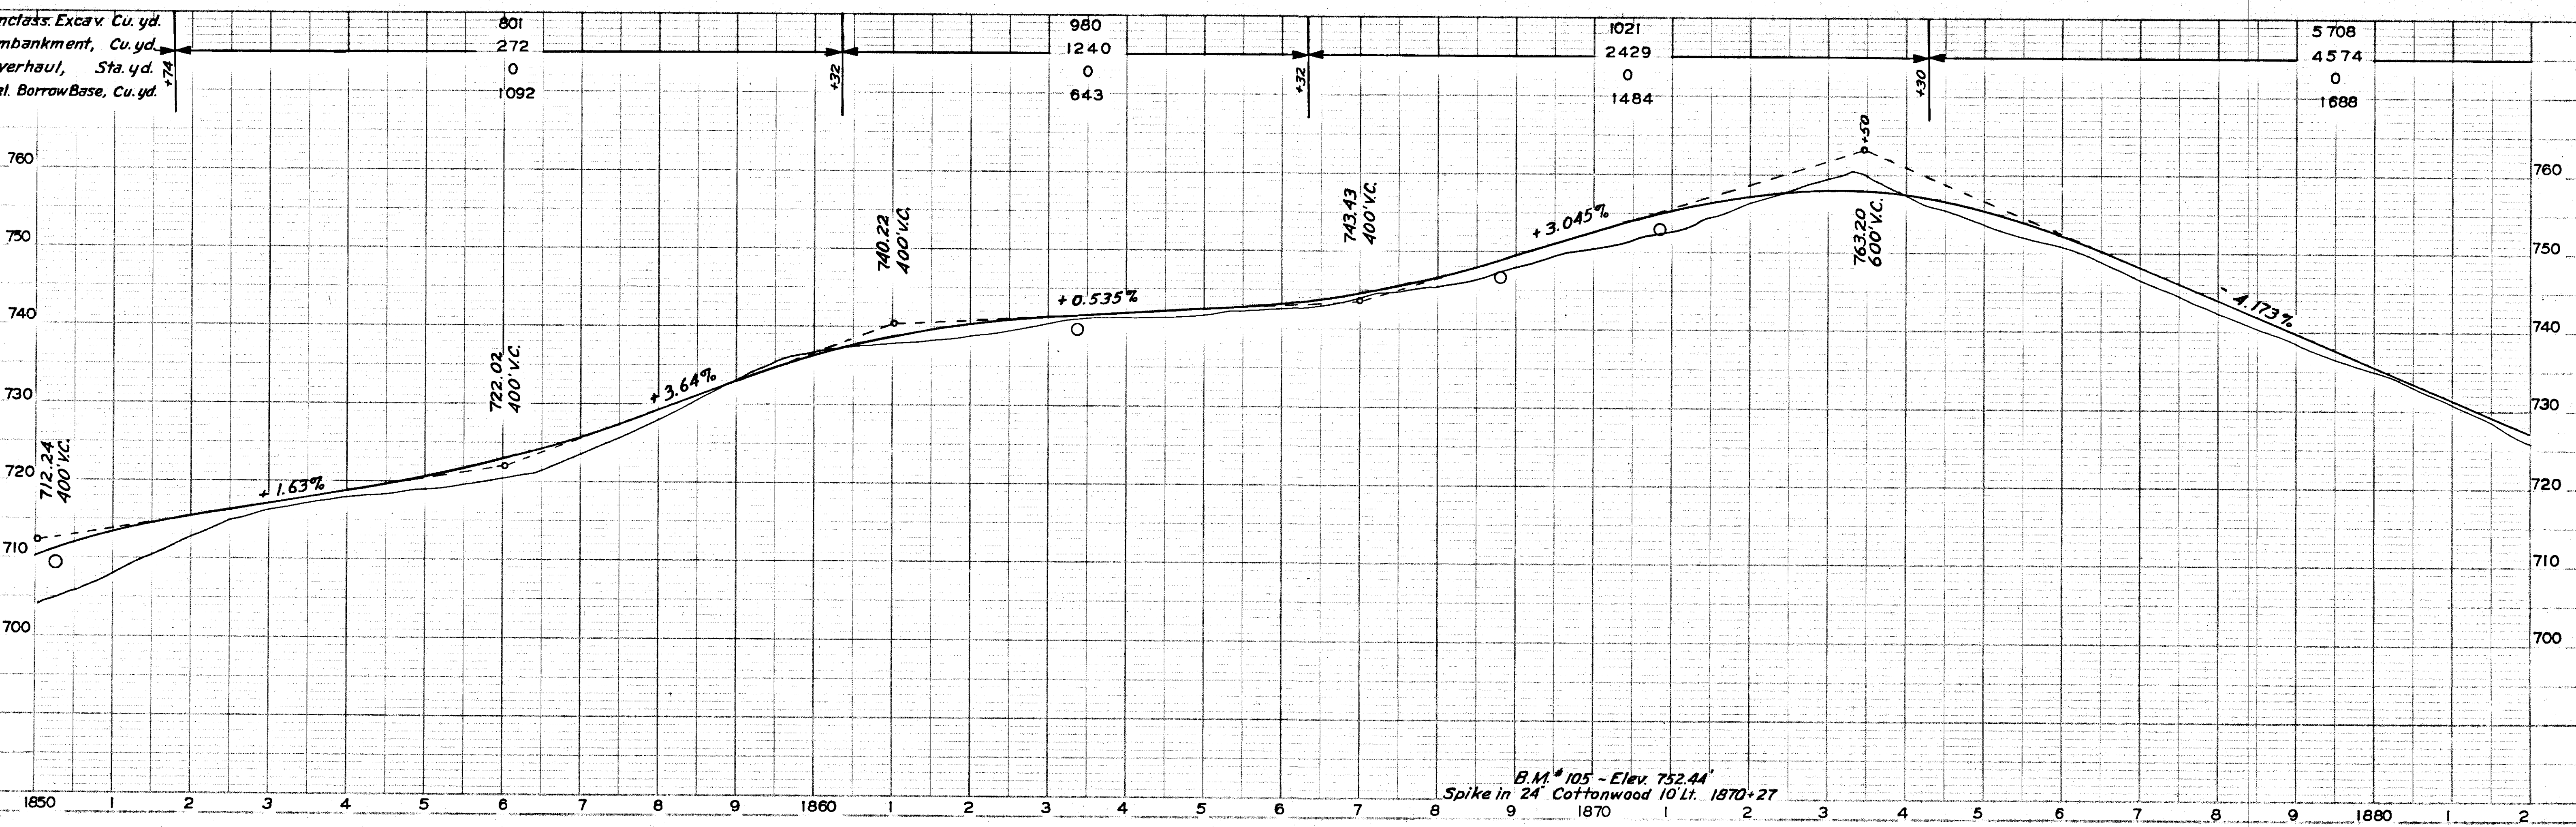 nclass. Excav. Cu. yd. 801 980 1021 5708
mbankment, Cu. yd. 272 1240 2429 4574
verhaul, Sta. yd. 0 0 0 0
el. Borrow Base, Cu. yd. 1092 643 1484 1688
+74 +32 +32 +30
+50
760 760
750 750
740 740
730 730
720 720
710 710
700 700
712.24
400' V.C.
+ 1.63%
722.02
400' V.C.
+ 3.64%
740.22
400' V.C.
+ 0.535%
743.43
400' V.C.
+ 3.045%
763.20
600' V.C.
- 4.173%
B.M. # 105 - Elev. 752.44'
Spike in 24" Cottonwood 10' Lt. 1870+27
1850 1 2 3 4 5 6 7 8 9 1860 1 2 3 4 5 6 7 8 9 1870 1 2 3 4 5 6 7 8 9 1880 1 2